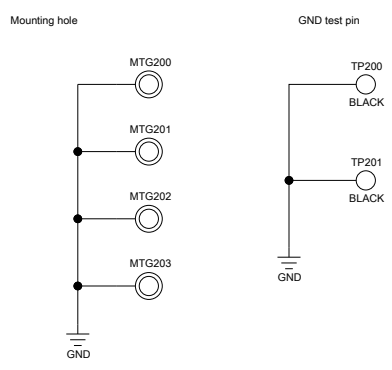 Mounting hole
GND test pin
MTG200
MTG201
MTG202
MTG203
GND
TP200
BLACK
TP201
BLACK
GND